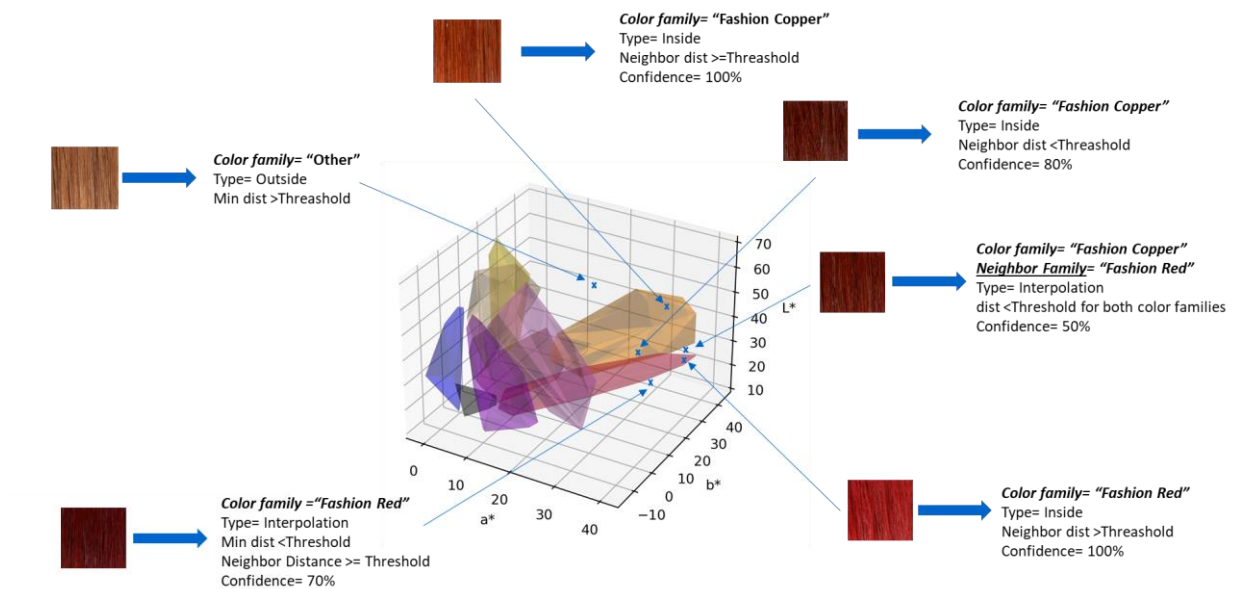 Color family= “Fashion Copper”
Type= Inside
Neighbor dist >=Threashold
Confidence= 100%
Color family= “Fashion Copper”
Type= Inside
Neighbor dist <Threashold
Confidence= 80%
Color family= “Other”
Type= Outside
Min dist >Threashold
Color family= “Fashion Copper”
Neighbor Family= “Fashion Red”
Type= Interpolation
dist <Threshold for both color families
Confidence= 50%
70
60
50
40
30
20
10
L*
40
30
20
10
0
−10
b*
0
10
20
30
40
a*
Color family =“Fashion Red”
Type= Interpolation
Min dist <Threshold
Neighbor Distance >= Threshold
Confidence= 70%
Color family= “Fashion Red”
Type= Inside
Neighbor dist >Threashold
Confidence= 100%